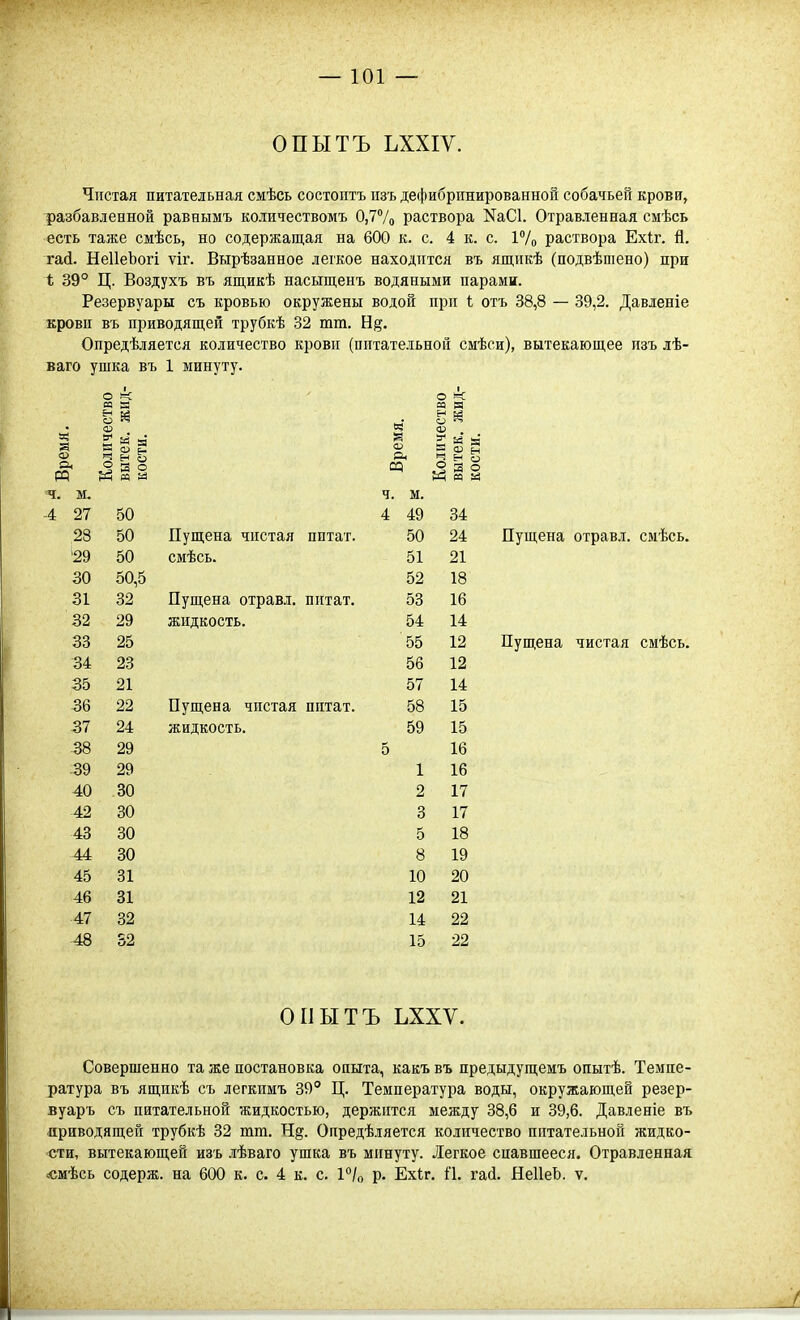 — 101 —
ОПЫТЪ LXXIV.
Чистая питательная смѣсь состоитъ изъ дефибринированной собачьей крови,
разбавленной равнымъ количествомъ 0,7% раствора NaCl. Отравленная смѣсь
есть таже смѣсь, но содержащая на 600 к. с. 4 к. с. 1% раствора Extr. fl.
rad. Hellebori vir. Вырѣзанное легкое находится въ ящикѣ (подвѣшено) при
t 39° Ц. Воздухъ въ ящикѣ насыщенъ водяными парами.
Резервуары съ кровью окружены водой при t отъ 38,8 — 39,2. Давленіе
крови въ приводящей трубкѣ 32 mm. Hg.
Опредѣляется количество крови (питательной смѣси), вытекающее изъ лѣ-
ваго ушка въ 1 минуту.
Время. Количество вытек. жид- кости. Время. Количество вытек. жид- кости.
ч. м. ч. м.
4 27 50 4 49 34
28 50 Пущена чистая питат. 50 24 Пущена отравл. смѣсь.
29 50 смѣсь. 51 21
30 50,5 52 18
31 32 Пущена отравл. питат. 53 16
32 29 жидкость. 54 14
33 25 55 12 Пущена чистая смѣсь.
34 23 56 12
35 21 57 14
36 22 Пущена чистая питат. 58 15
37 24 жидкость. 59 15
38 29 5 16
39 29 1 16
40 30 2 17
42 30 3 17
43 30 5 18
44 30 8 19
45 31 10 20
46 31 12 21
47 32 14 22
48 32 15 22
ОПЫТЪ LXXV.
Совершенно таже постановка опыта, какъ въ предыдущемъ опытѣ. Темпе-
ратура въ ящикѣ съ легкимъ 39° Ц. Температура воды, окружающей резер-
вуаръ съ питательной жидкостью, держится между 38,6 и 39,6. Давленіе въ
приводящей трубкѣ 32 mm. Hg. Опредѣляется количество питательной жидко-
сти, вытекающей изъ лѣваго ушка въ минуту. Легкое спавшееся. Отравленная
смѣсь содерж. на 600 к. с. 4 к. с. 1% р. Extr. fl. rad. Helleb. v.